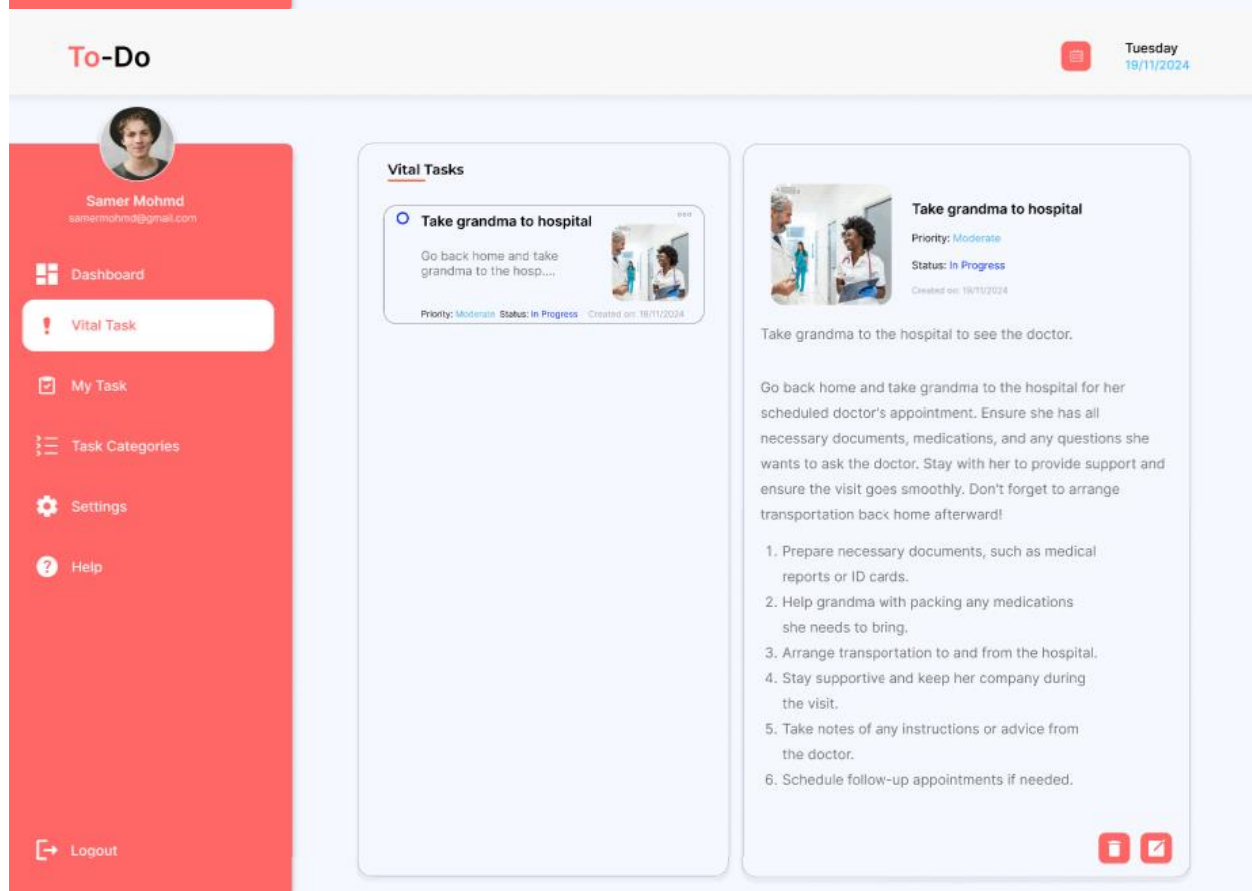 To-Do
Tuesday
19/11/2024
Samer Mohmd
samermohmd@gmail.com
Dashboard
Vital Task
My Task
Task Categories
Settings
Help
Logout
Vital Tasks
Take grandma to hospital
Go back home and take
grandma to the hosp....
Priority: Moderate Status: In Progress Created on: 19/11/2024
Take grandma to hospital
Priority: Moderate
Status: In Progress
Created on: 19/11/2024
Take grandma to the hospital to see the doctor.
Go back home and take grandma to the hospital for her
scheduled doctor's appointment. Ensure she has all
necessary documents, medications, and any questions she
wants to ask the doctor. Stay with her to provide support and
ensure the visit goes smoothly. Don't forget to arrange
transportation back home afterward!
1. Prepare necessary documents, such as medical
reports or ID cards.
2. Help grandma with packing any medications
she needs to bring.
3. Arrange transportation to and from the hospital.
4. Stay supportive and keep her company during
the visit.
5. Take notes of any instructions or advice from
the doctor.
6. Schedule follow-up appointments if needed.